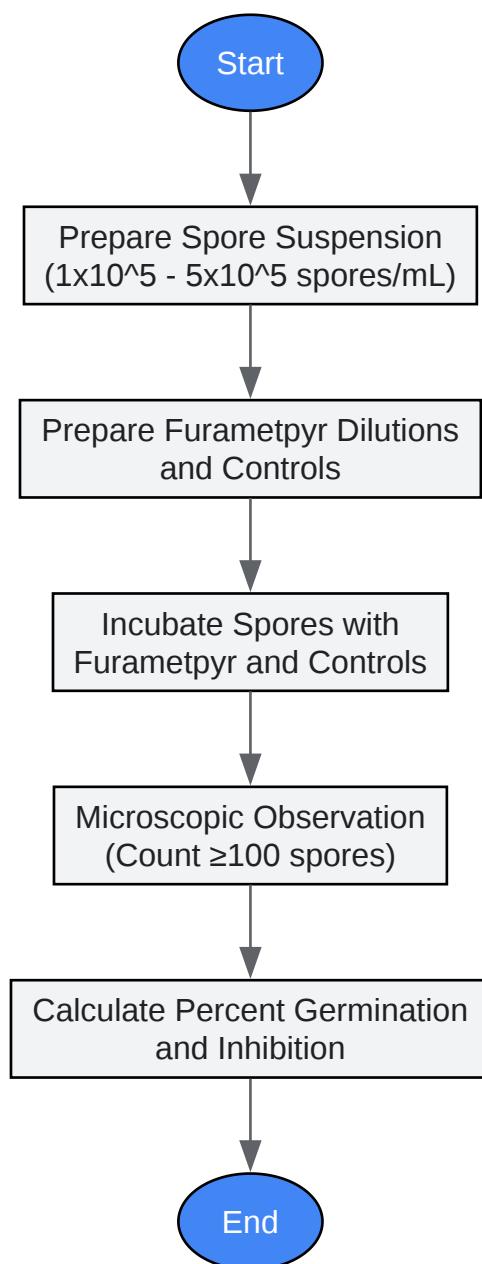 Start
Prepare Spore Suspension
(1x10^5 - 5x10^5 spores/mL)
Prepare Furametpyr Dilutions
and Controls
Incubate Spores with
Furametpyr and Controls
Microscopic Observation
(Count ≥100 spores)
Calculate Percent Germination
and Inhibition
End